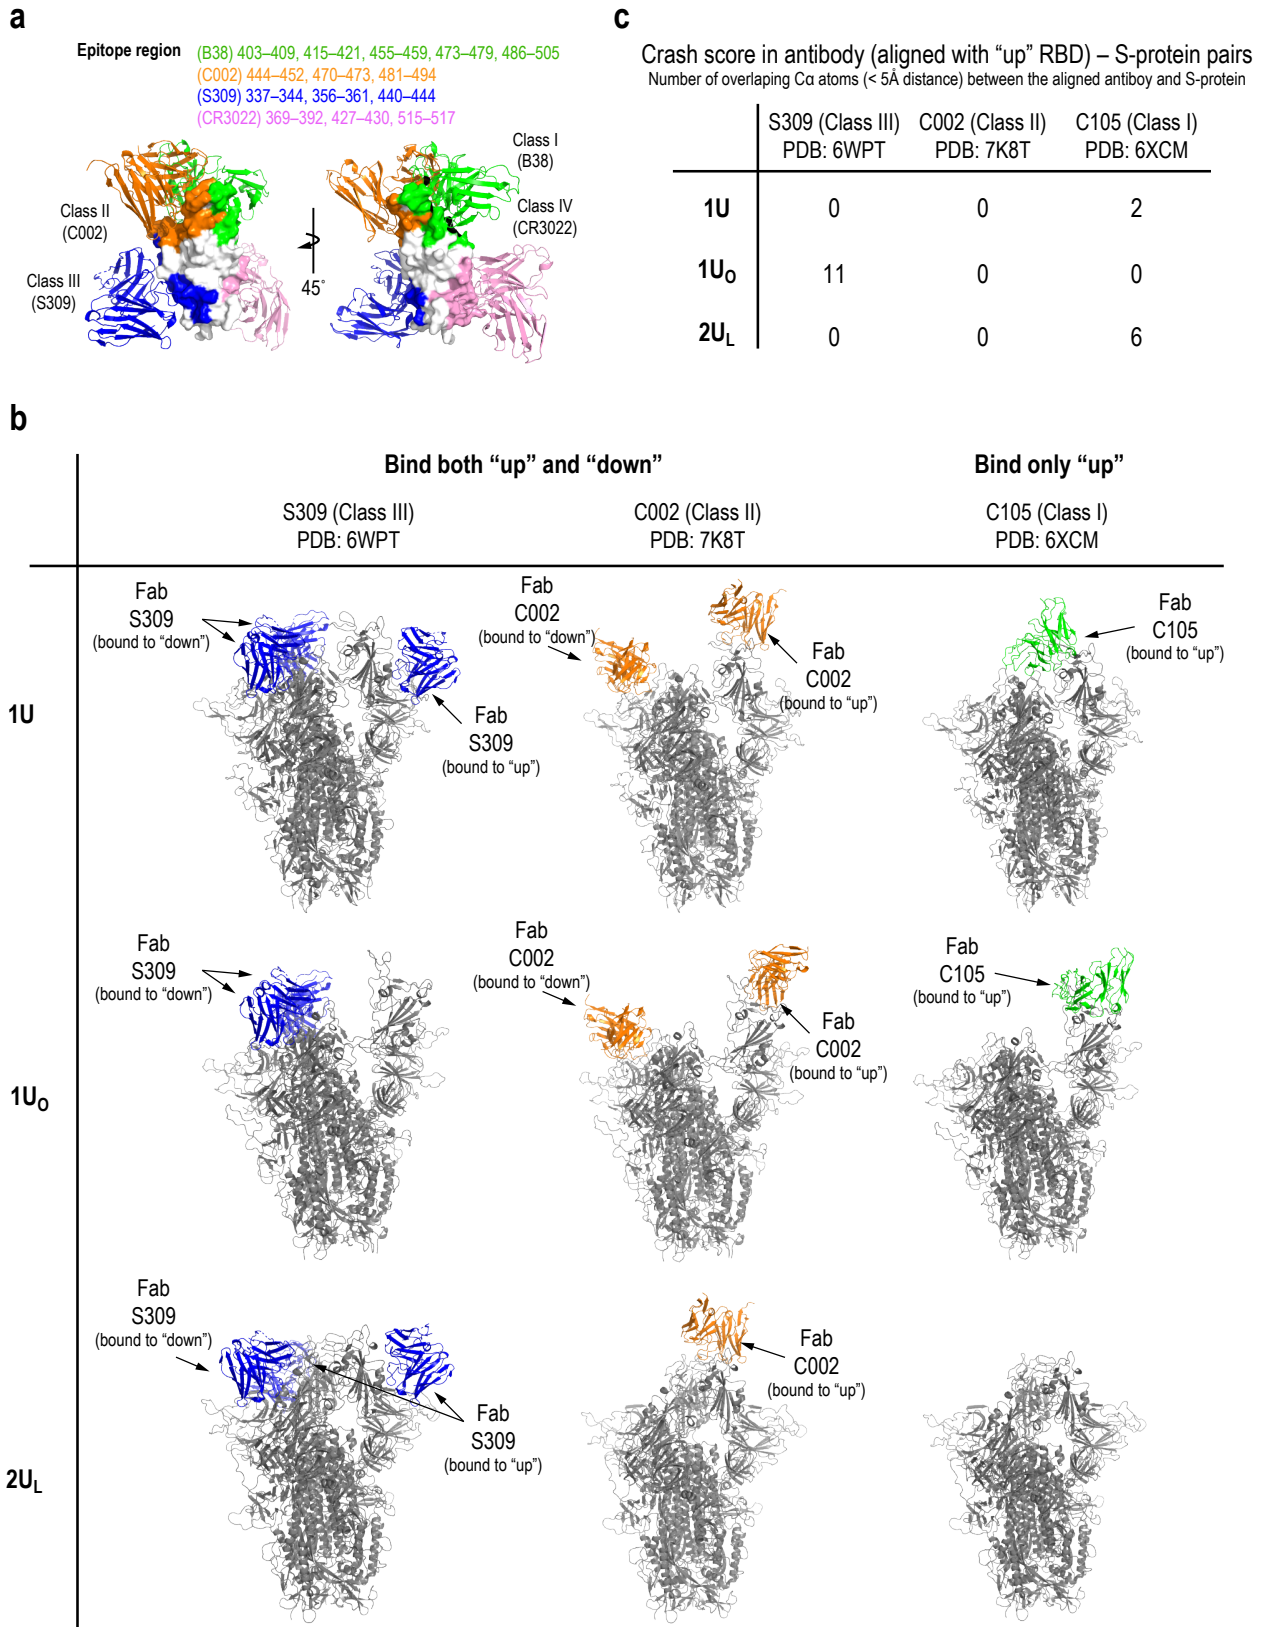 a
Epitope region (B38) 403–409, 415–421, 455–459, 473–479, 486–505
(C002) 444–452, 470–473, 481–494
(S309) 337–344, 356–361, 440–444
(CR3022) 369–392, 427–430, 515–517
Class I
(B38)
Class II
(C002)
Class IV
(CR3022)
Class III
(S309)
45°
c
Crash score in antibody (aligned with “up” RBD) – S-protein pairs
Number of overlaping Cα atoms (< 5Å distance) between the aligned antiboy and S-protein
S309 (Class III) C002 (Class II) C105 (Class I)
PDB: 6WPT PDB: 7K8T PDB: 6XCM
1U 0 0 2
1UO 11 0 0
2UL 0 0 6
b
Bind both “up” and “down” Bind only “up”
S309 (Class III) C002 (Class II) C105 (Class I)
PDB: 6WPT PDB: 7K8T PDB: 6XCM
1U
Fab
S309
(bound to “down”)
Fab
S309
(bound to “up”)
Fab
C002
(bound to “down”)
Fab
C002
(bound to “up”)
Fab
C105
(bound to “up”)
1UO
Fab
S309
(bound to “down”)
Fab
C002
(bound to “down”)
Fab
C002
(bound to “up”)
Fab
C105
(bound to “up”)
2UL
Fab
S309
(bound to “down”)
Fab
S309
(bound to “up”)
Fab
C002
(bound to “up”)